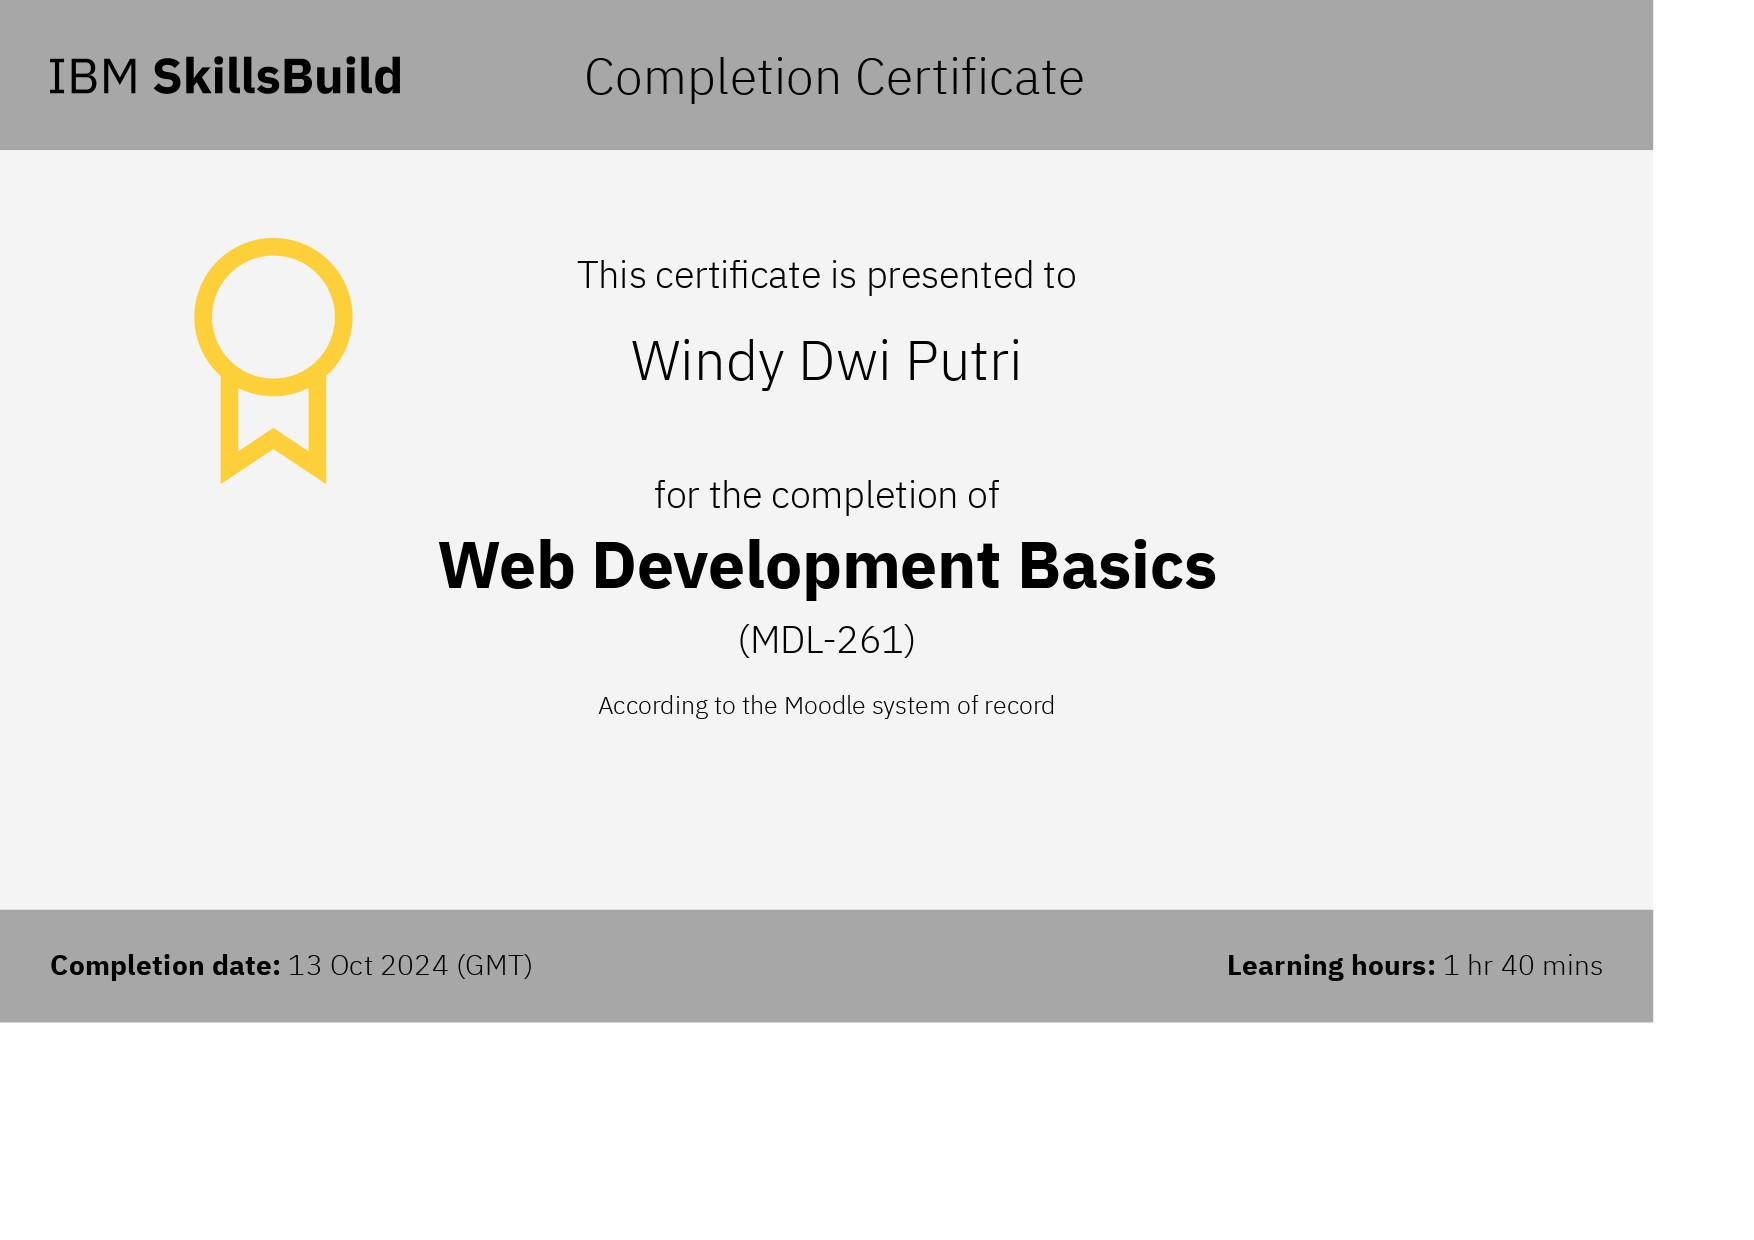 IBM SkillsBuild
Completion Certificate
This certificate is presented to
Windy Dwi Putri
for the completion of
Web Development Basics
(MDL-261)
According to the Moodle system of record
Completion date: 13 Oct 2024 (GMT)
Learning hours: 1 hr 40 mins